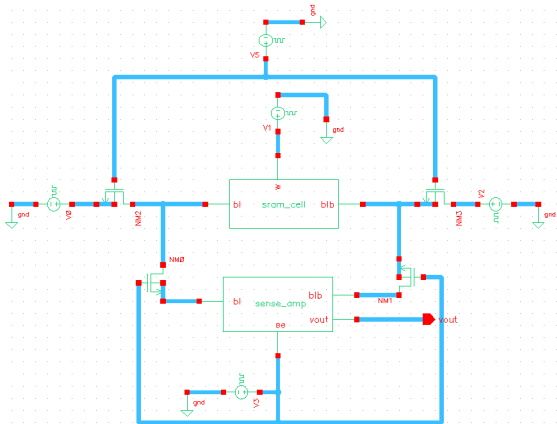 gnd
V5
V1
gnd
w
gnd
V0
NM2
bl
sram_cell
blb
NM3
V2
gnd
NM0
bl
sense_amp
blb
NM1
vout
vout
se
gnd
V3